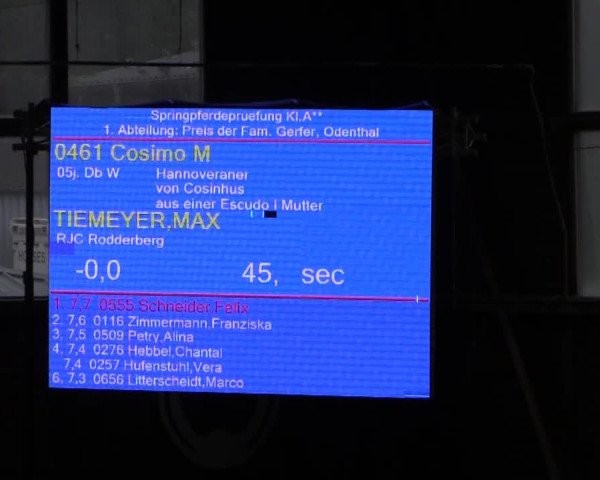 Springpferdepruefung Kl.A**
1. Abteilung: Preis der Fam. Gerfer, Odenthal
0461 Cosimo M
05j. Db W Hannoveraner
von Cosinhus
aus einer Escudo I Mutter
TIEMEYER,MAX
RJC Rodderberg
-0,0 45, sec
1. 7,7 0555 Schneider,Felix
2. 7,6 0116 Zimmermann,Franziska
3. 7,5 0509 Petry,Alina
4. 7,4 0276 Hebbel,Chantal
7,4 0257 Hufenstuhl,Vera
6. 7,3 0656 Litterscheidt,Marco